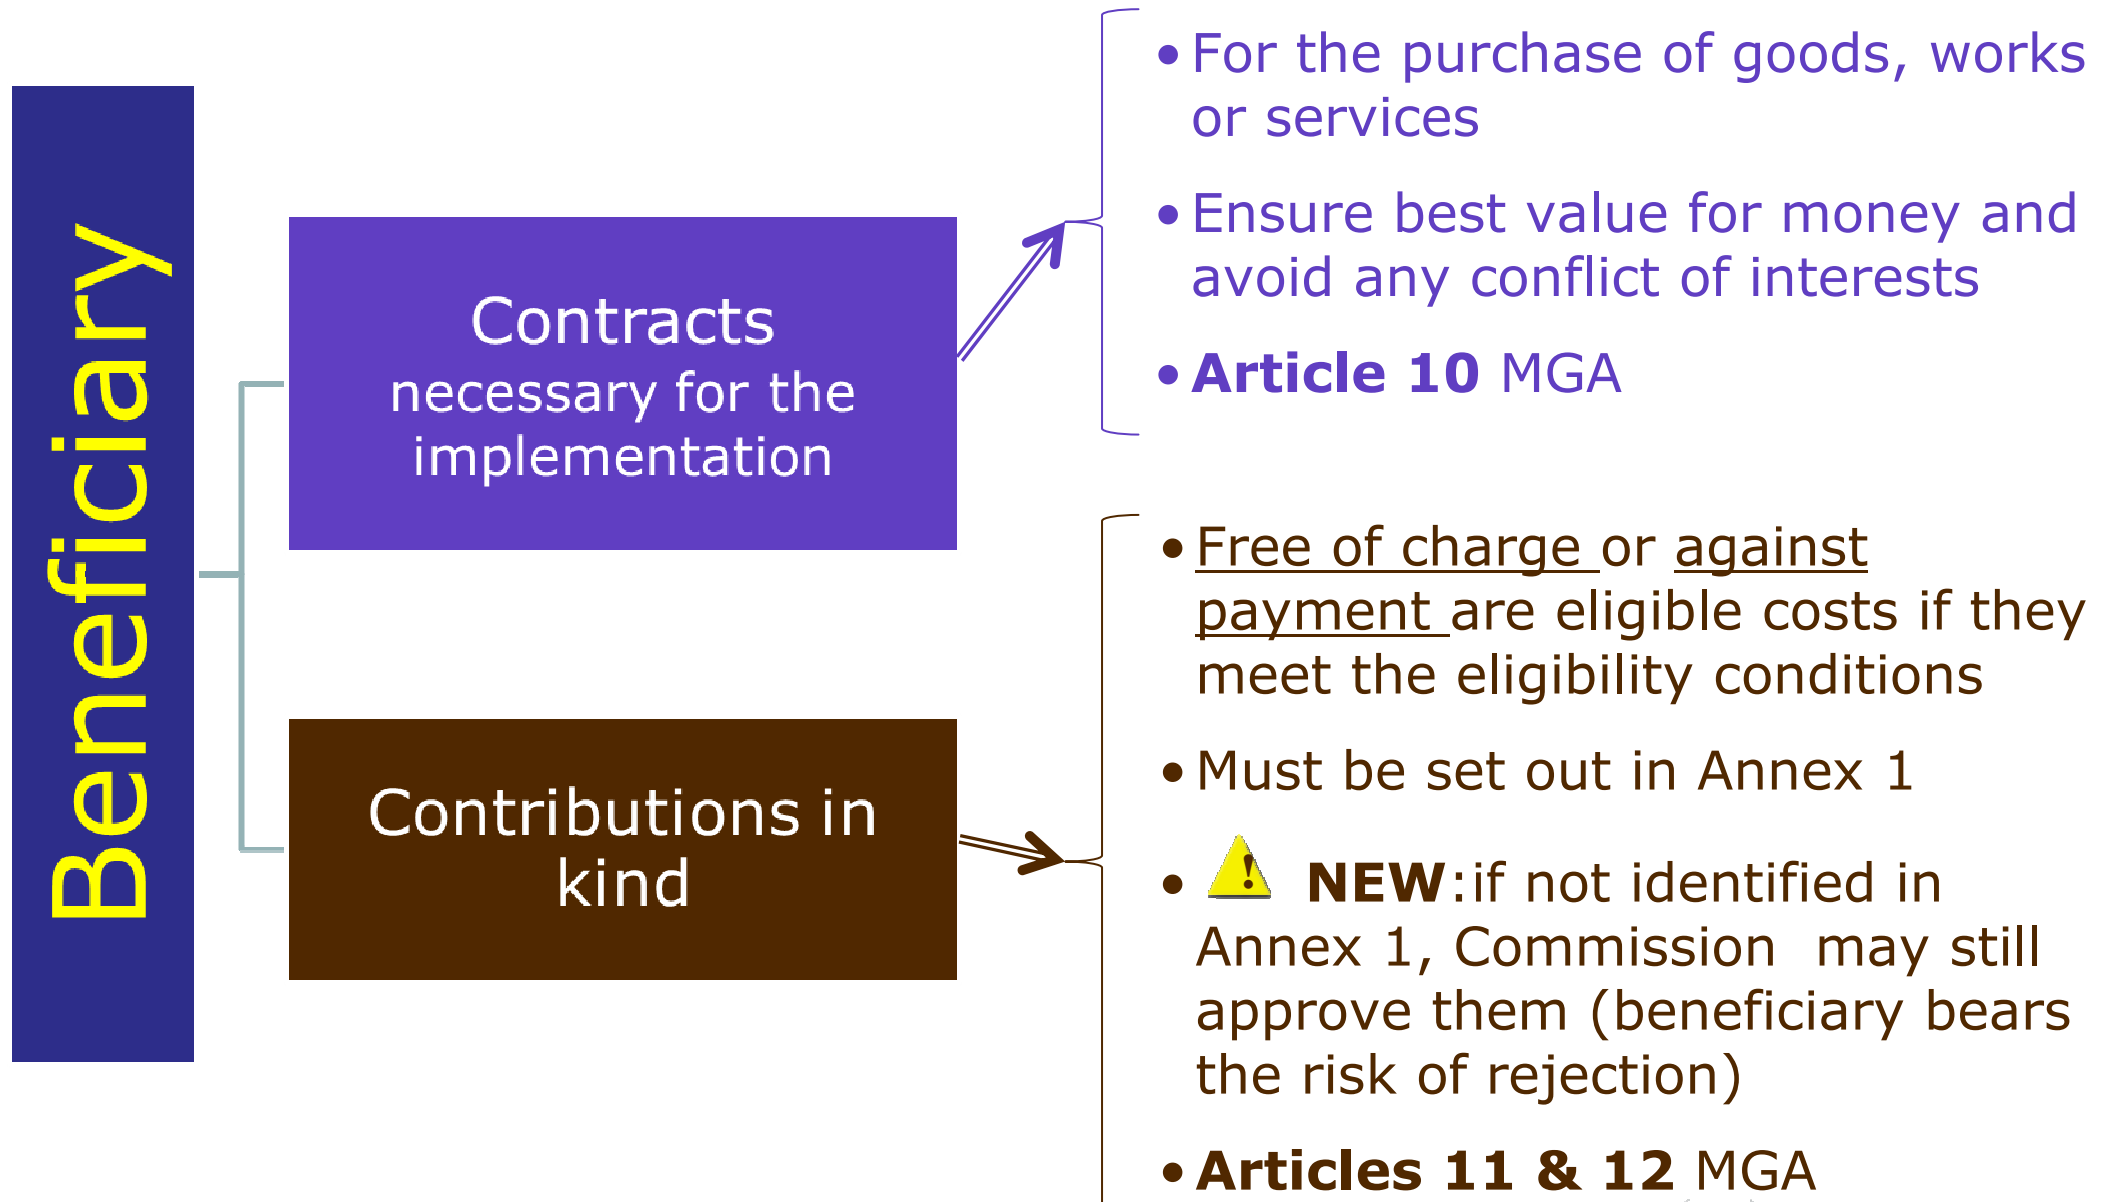 Beneficiary
Contracts
necessary for the
implementation
• For the purchase of goods, works
or services
• Ensure best value for money and
avoid any conflict of interests
• Article 10 MGA
Contributions in
kind
• Free of charge or against
payment are eligible costs if they
meet the eligibility conditions
• Must be set out in Annex 1
• ! NEW:if not identified in
Annex 1, Commission  may still
approve them (beneficiary bears
the risk of rejection)
• Articles 11 & 12 MGA